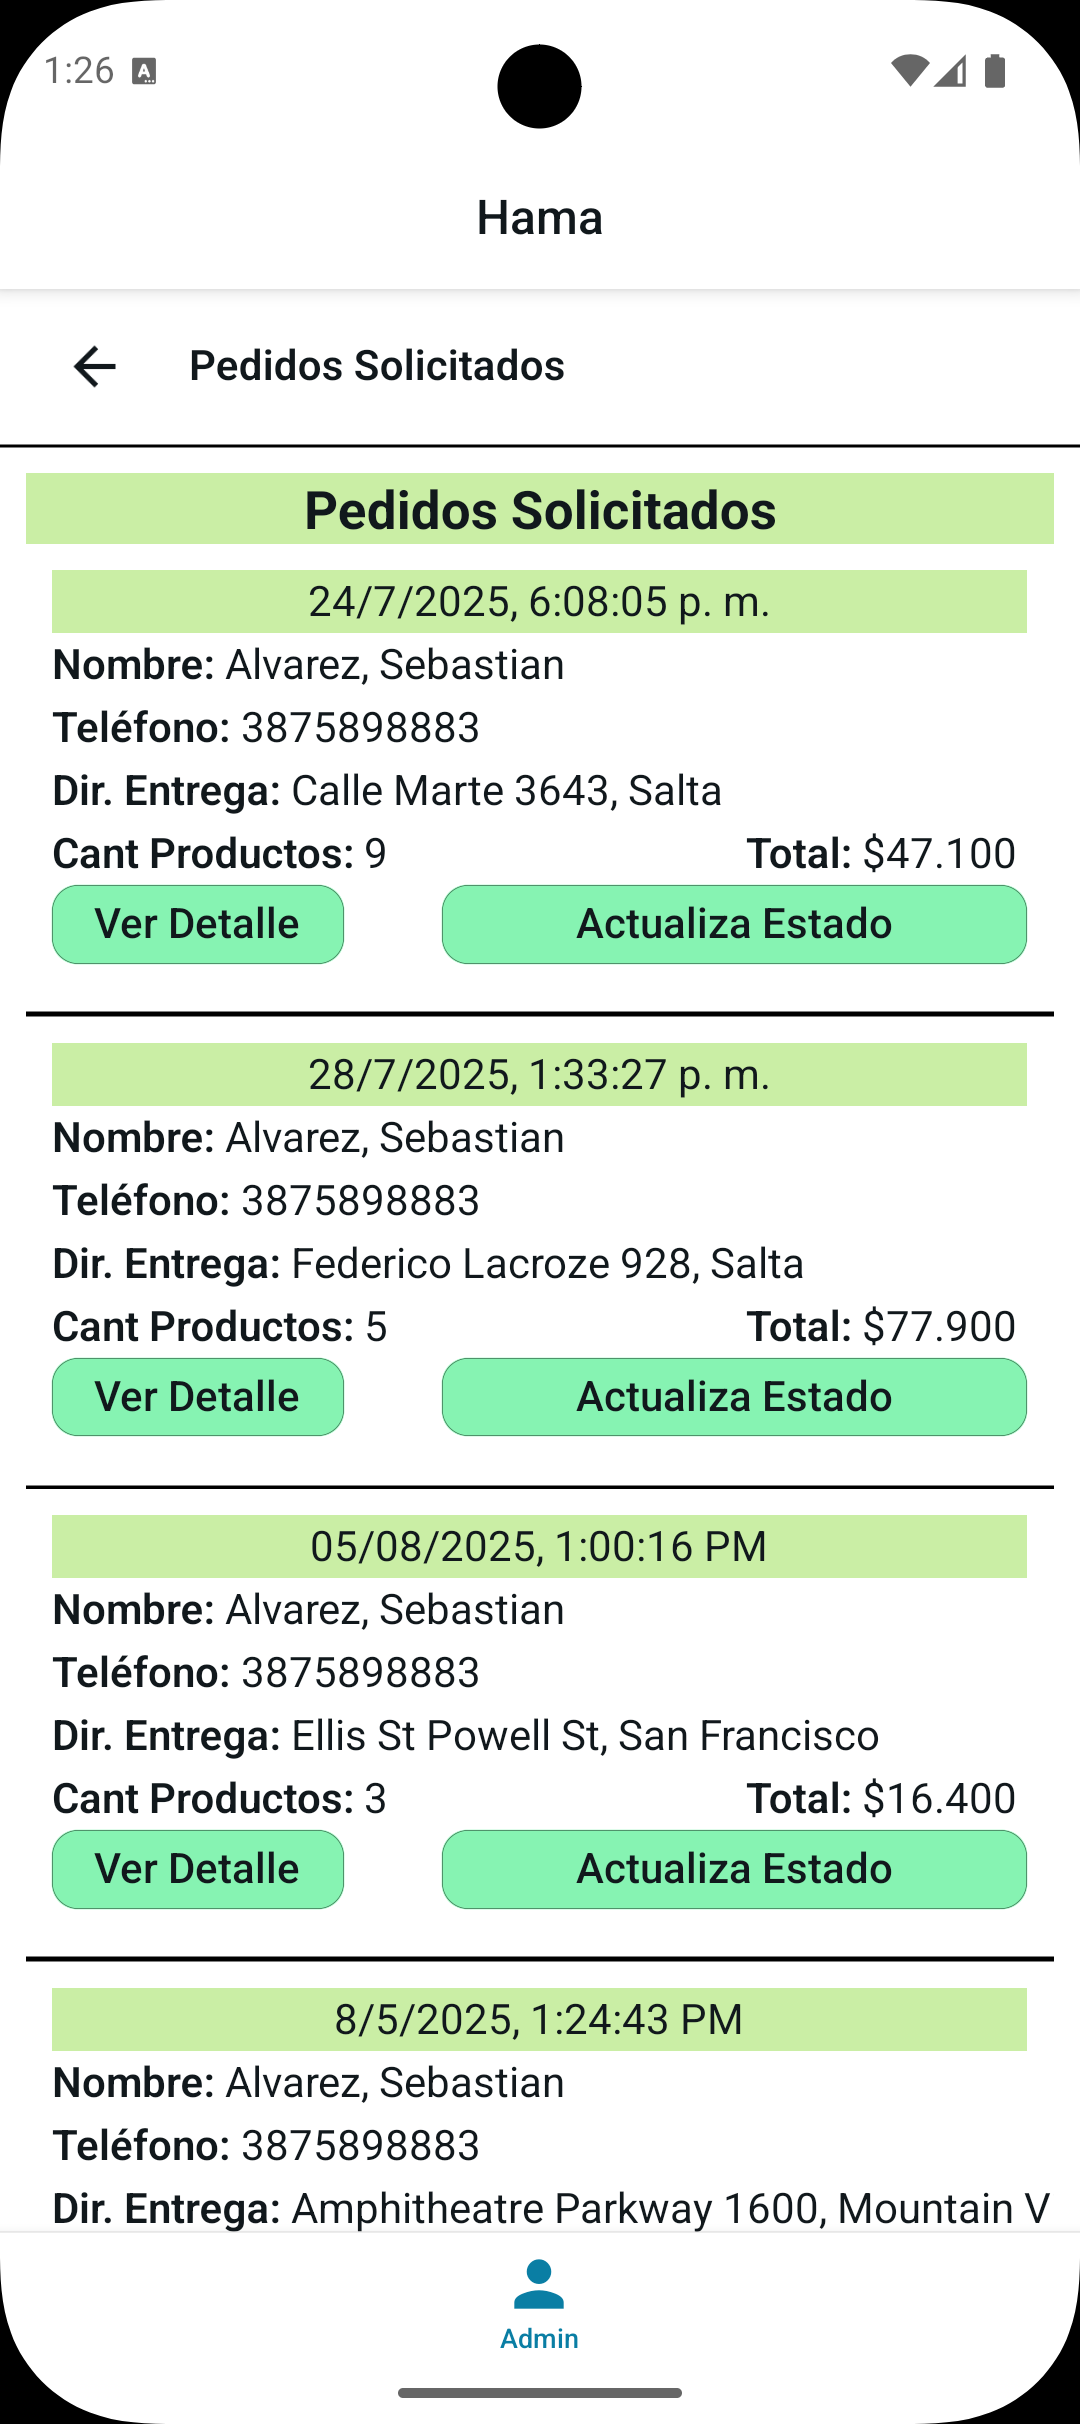 1:26
Hama
Pedidos Solicitados
Pedidos Solicitados
24/7/2025, 6:08:05 p. m.
Nombre: Alvarez, Sebastian
Teléfono: 3875898883
Dir. Entrega: Calle Marte 3643, Salta
Cant Productos: 9 Total: $47.100
Ver Detalle Actualiza Estado
28/7/2025, 1:33:27 p. m.
Nombre: Alvarez, Sebastian
Teléfono: 3875898883
Dir. Entrega: Federico Lacroze 928, Salta
Cant Productos: 5 Total: $77.900
Ver Detalle Actualiza Estado
05/08/2025, 1:00:16 PM
Nombre: Alvarez, Sebastian
Teléfono: 3875898883
Dir. Entrega: Ellis St Powell St, San Francisco
Cant Productos: 3 Total: $16.400
Ver Detalle Actualiza Estado
8/5/2025, 1:24:43 PM
Nombre: Alvarez, Sebastian
Teléfono: 3875898883
Dir. Entrega: Amphitheatre Parkway 1600, Mountain V
Admin